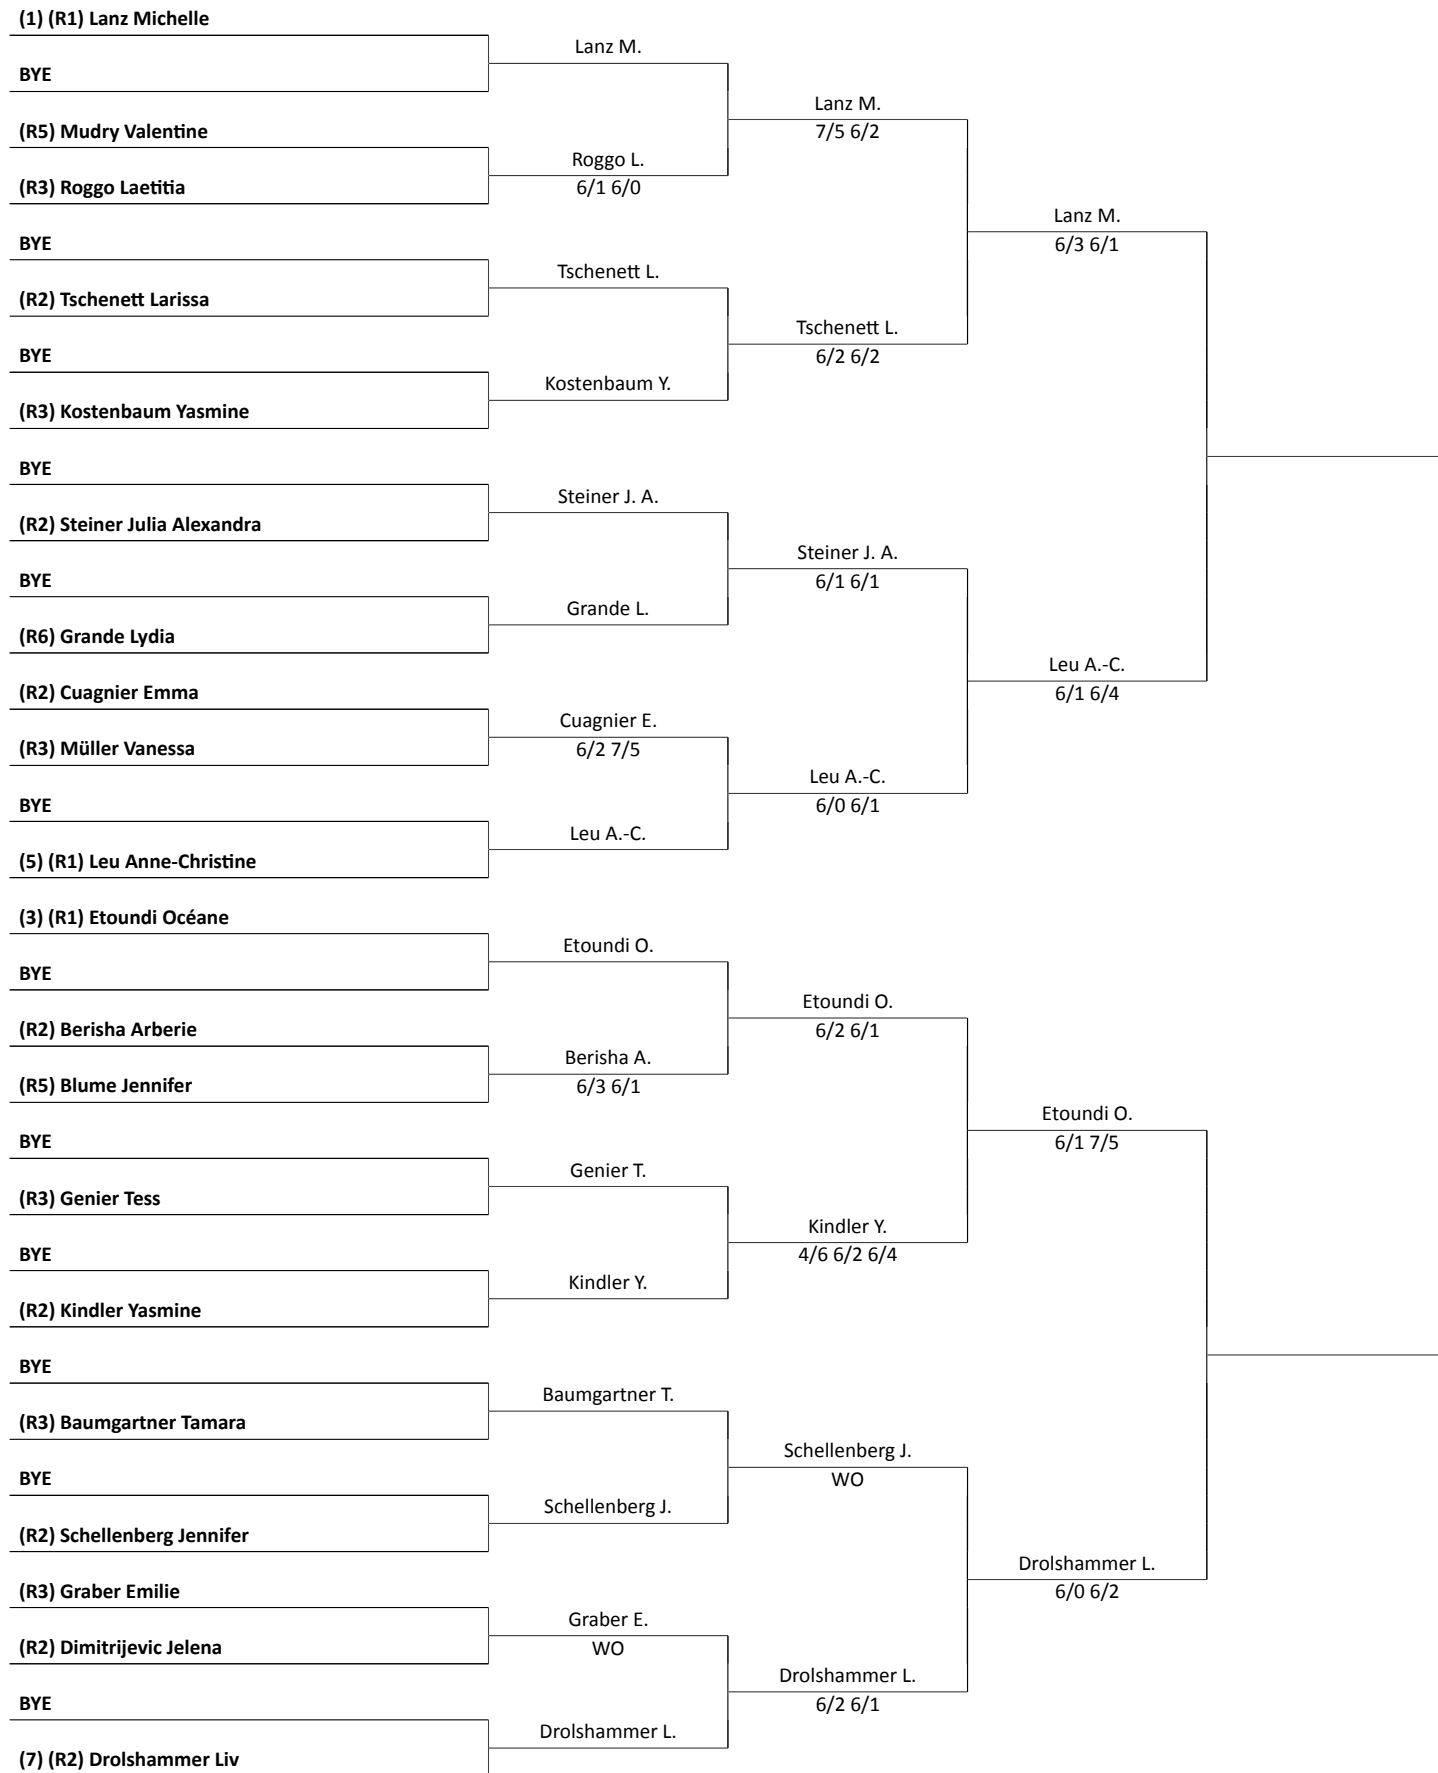 (1) (R1) Lanz Michelle
Lanz M.
BYE
Lanz M.
(R5) Mudry Valentine
7/5 6/2
Roggo L.
(R3) Roggo Laetitia
6/1 6/0
Lanz M.
BYE
6/3 6/1
Tschenett L.
(R2) Tschenett Larissa
Tschenett L.
BYE
6/2 6/2
Kostenbaum Y.
(R3) Kostenbaum Yasmine
BYE
Steiner J. A.
(R2) Steiner Julia Alexandra
Steiner J. A.
BYE
6/1 6/1
Grande L.
(R6) Grande Lydia
Leu A.-C.
(R2) Cuagnier Emma
6/1 6/4
Cuagnier E.
(R3) Müller Vanessa
6/2 7/5
Leu A.-C.
BYE
6/0 6/1
Leu A.-C.
(5) (R1) Leu Anne-Christine
(3) (R1) Etoundi Océane
Etoundi O.
BYE
Etoundi O.
(R2) Berisha Arberie
6/2 6/1
Berisha A.
(R5) Blume Jennifer
6/3 6/1
Etoundi O.
BYE
6/1 7/5
Genier T.
(R3) Genier Tess
Kindler Y.
BYE
4/6 6/2 6/4
Kindler Y.
(R2) Kindler Yasmine
BYE
Baumgartner T.
(R3) Baumgartner Tamara
Schellenberg J.
BYE
WO
Schellenberg J.
(R2) Schellenberg Jennifer
Drolshammer L.
(R3) Graber Emilie
6/0 6/2
Graber E.
(R2) Dimitrijevic Jelena
WO
Drolshammer L.
BYE
6/2 6/1
Drolshammer L.
(7) (R2) Drolshammer Liv